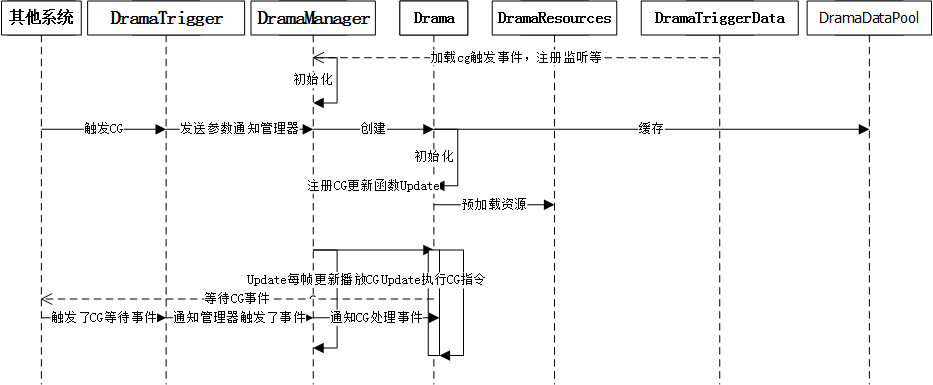 其他系统
DramaTrigger
DramaManager
Drama
DramaResources
DramaTriggerData
DramaDataPool
加载cg触发事件，注册监听等
初始化
触发CG
发送参数通知管理器
创建
缓存
初始化
注册CG更新函数Update
预加载资源
Update每帧更新播放CG
Update执行CG指令
等待CG事件
触发了CG等待事件
通知管理器触发了事件
通知CG处理事件